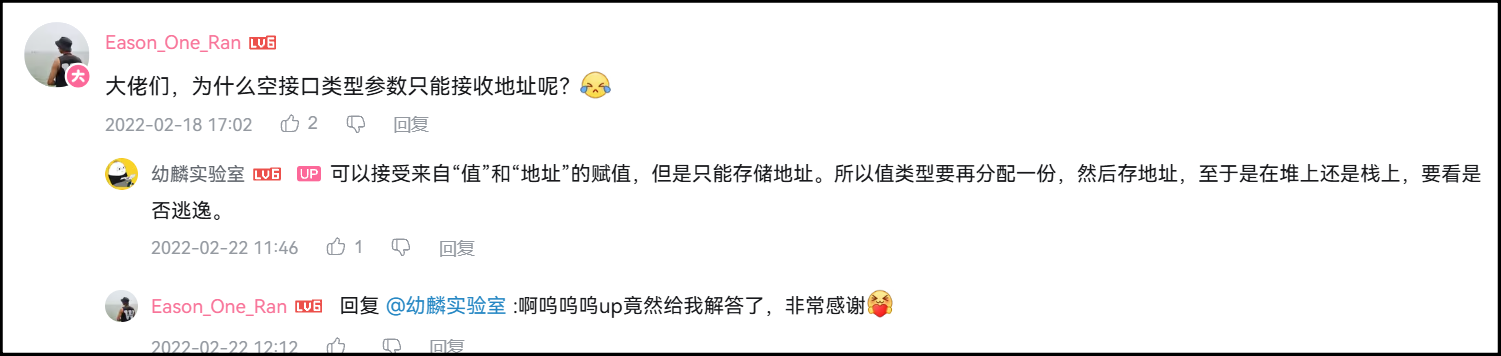 Eason_One_Ran LV6
大
大佬们，为什么空接口类型参数只能接收地址呢？
2022-02-18 17:02 2 回复
幼麟实验室 LV6 UP 可以接受来自“值”和“地址”的赋值，但是只能存储地址。所以值类型要再分配一份，然后存地址，至于是在堆上还是栈上，要看是
否逃逸。
2022-02-22 11:46 1 回复
Eason_One_Ran LV6 回复 @幼麟实验室 :啊呜呜呜up竟然给我解答了，非常感谢
2022-02-22 12:12 回复